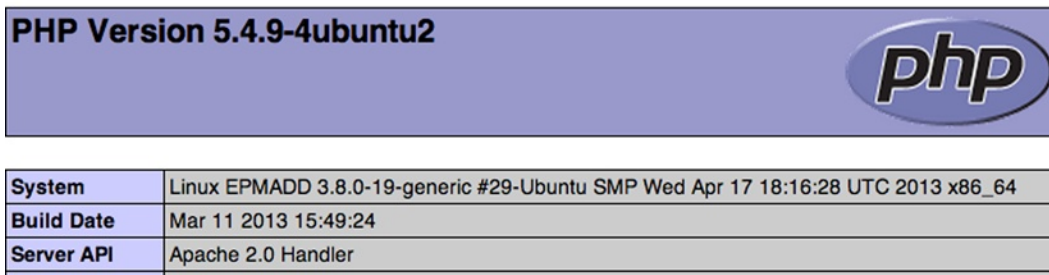 PHP Version 5.4.9-4ubuntu2
php
System Linux EPMADD 3.8.0-19-generic #29-Ubuntu SMP Wed Apr 17 18:16:28 UTC 2013 x86_64
Build Date Mar 11 2013 15:49:24
Server API Apache 2.0 Handler